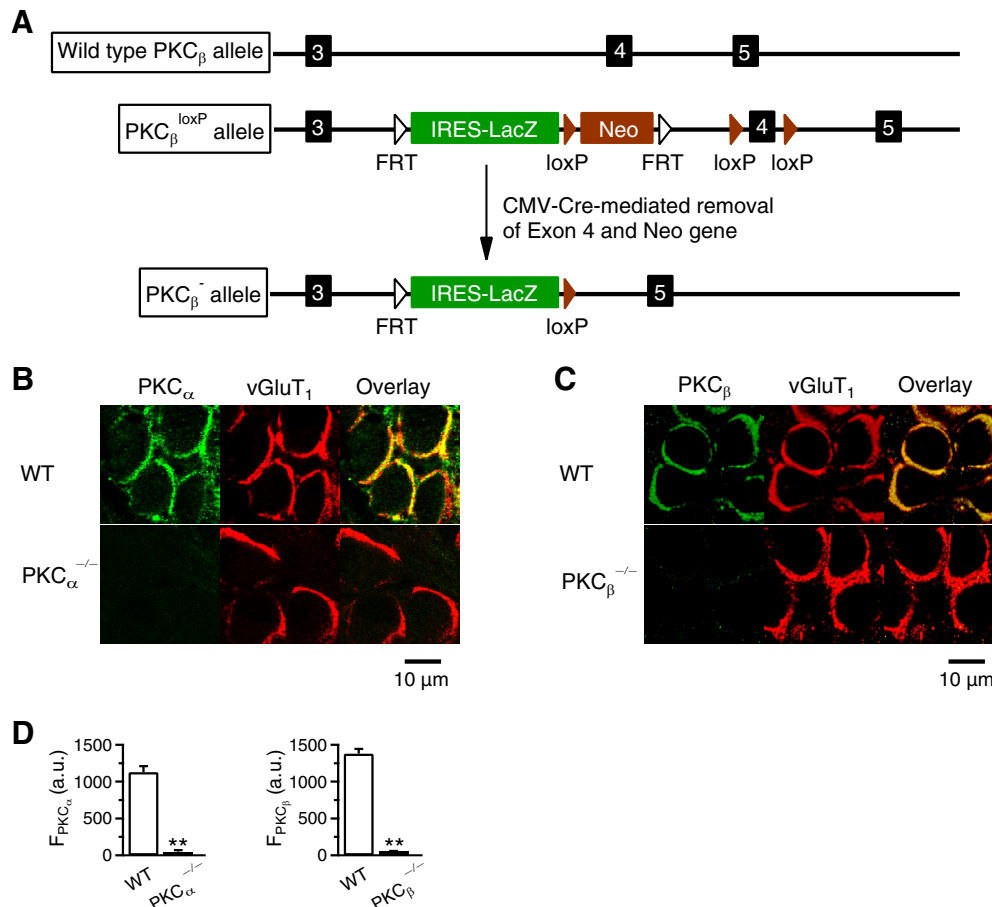 A
Wild type PKCβ allele
3
4
5
PKCβ loxP allele
3
IRES-LacZ
Neo
4
5
FRT
loxP
FRT
loxP
loxP
CMV-Cre-mediated removal
of Exon 4 and Neo gene
PKCβ- allele
3
IRES-LacZ
5
FRT
loxP
B
PKCα
vGluT1
Overlay
WT
PKCα−/−
10 µm
C
PKCβ
vGluT1
Overlay
WT
PKCβ−/−
10 µm
D
FPKCα (a.u.)
1500
1000
500
0
**
WT
PKCα−/−
FPKCβ (a.u.)
1500
1000
500
0
**
WT
PKCβ−/−